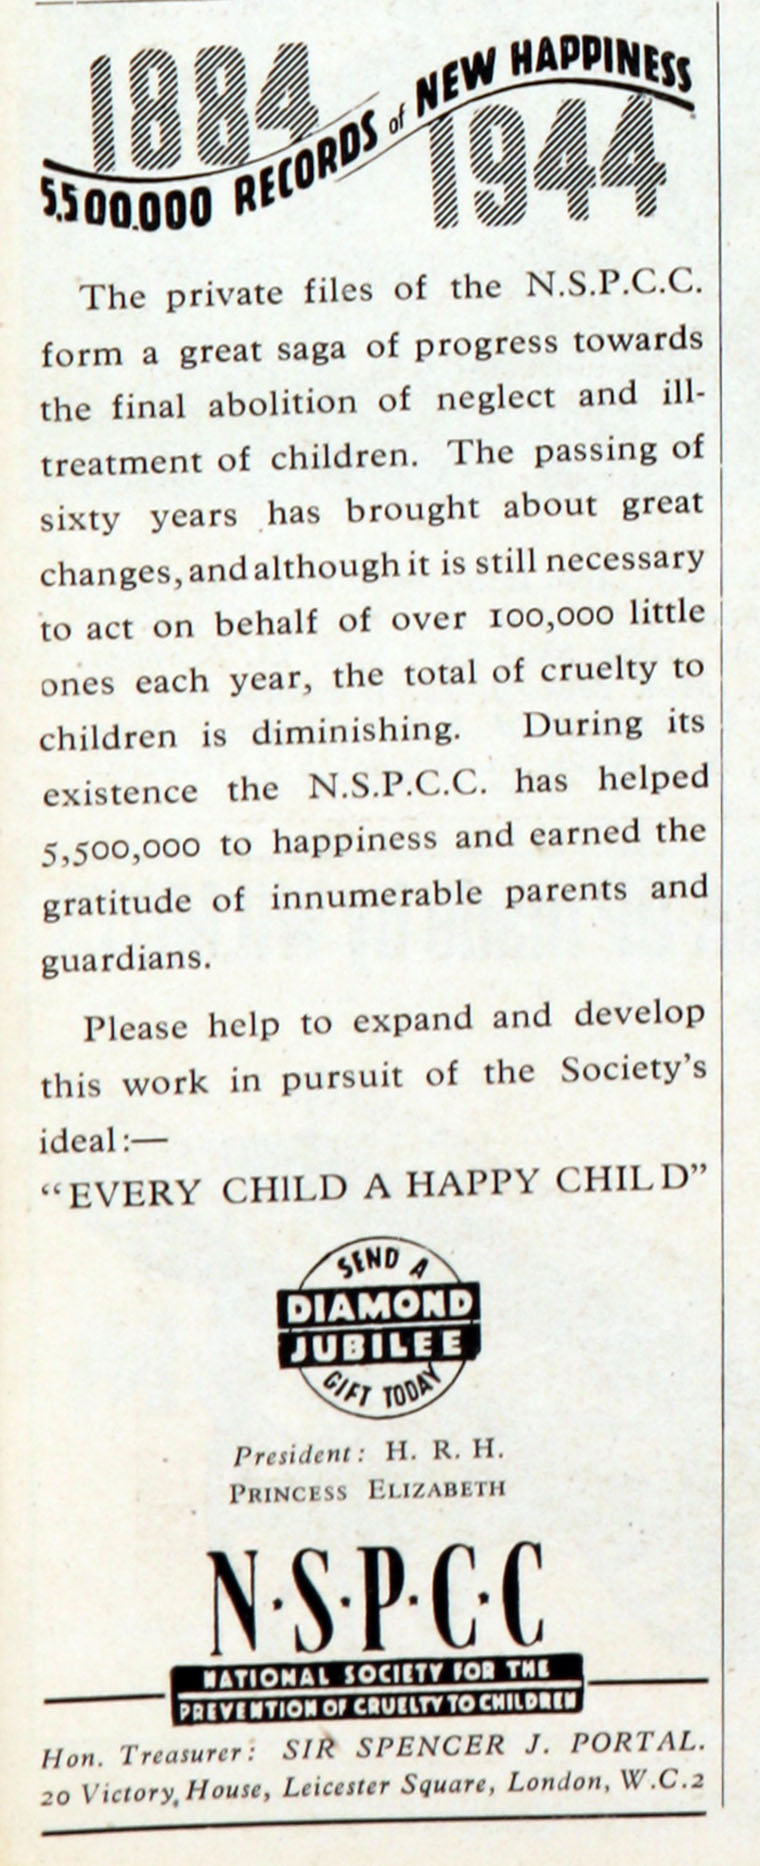 1884
5,500,000 RECORDS of NEW HAPPINESS
1944
The private files of the N.S.P.C.C.
form a great saga of progress towards
the final abolition of neglect and ill-
treatment of children. The passing of
sixty years has brought about great
changes, and although it is still necessary
to act on behalf of over 100,000 little
ones each year, the total of cruelty to
children is diminishing. During its
existence the N.S.P.C.C. has helped
5,500,000 to happiness and earned the
gratitude of innumerable parents and
guardians.
Please help to expand and develop
this work in pursuit of the Society's
ideal:—
“EVERY CHILD A HAPPY CHILD”
SEND A
DIAMOND
JUBILEE
GIFT TODAY
President: H. R. H.
PRINCESS ELIZABETH
N·S·P·C·C
NATIONAL SOCIETY FOR THE
PREVENTION OF CRUELTY TO CHILDREN
Hon. Treasurer: SIR SPENCER J. PORTAL.
20 Victory House, Leicester Square, London, W.C.2